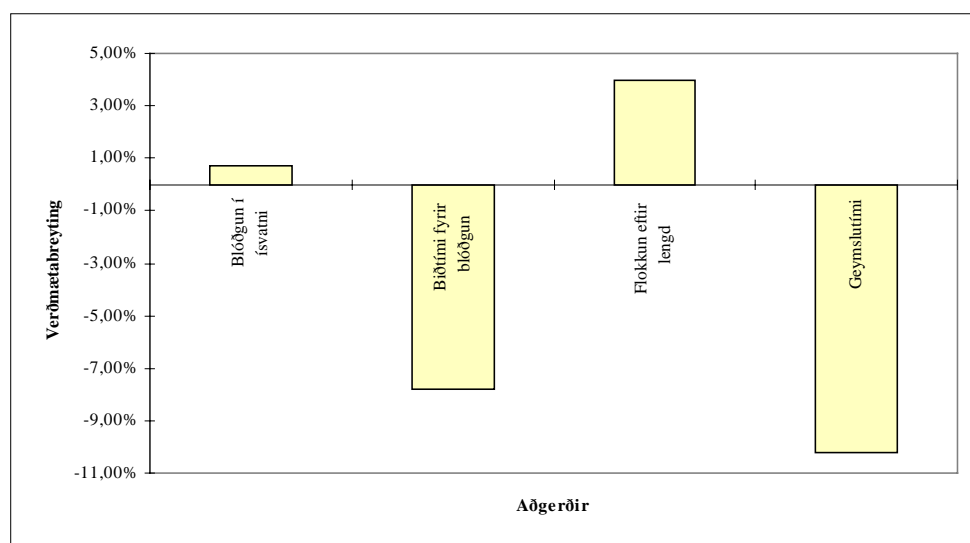 5,00%
3,00%
1,00%
-1,00%
-3,00%
-5,00%
-7,00%
-9,00%
-11,00%
Verðmætabreyting
Blóðgun í
ísvatni
Biðtími fyrir
blóðgun
Flokkun eftir
lengd
Geymslutími
Aðgerðir